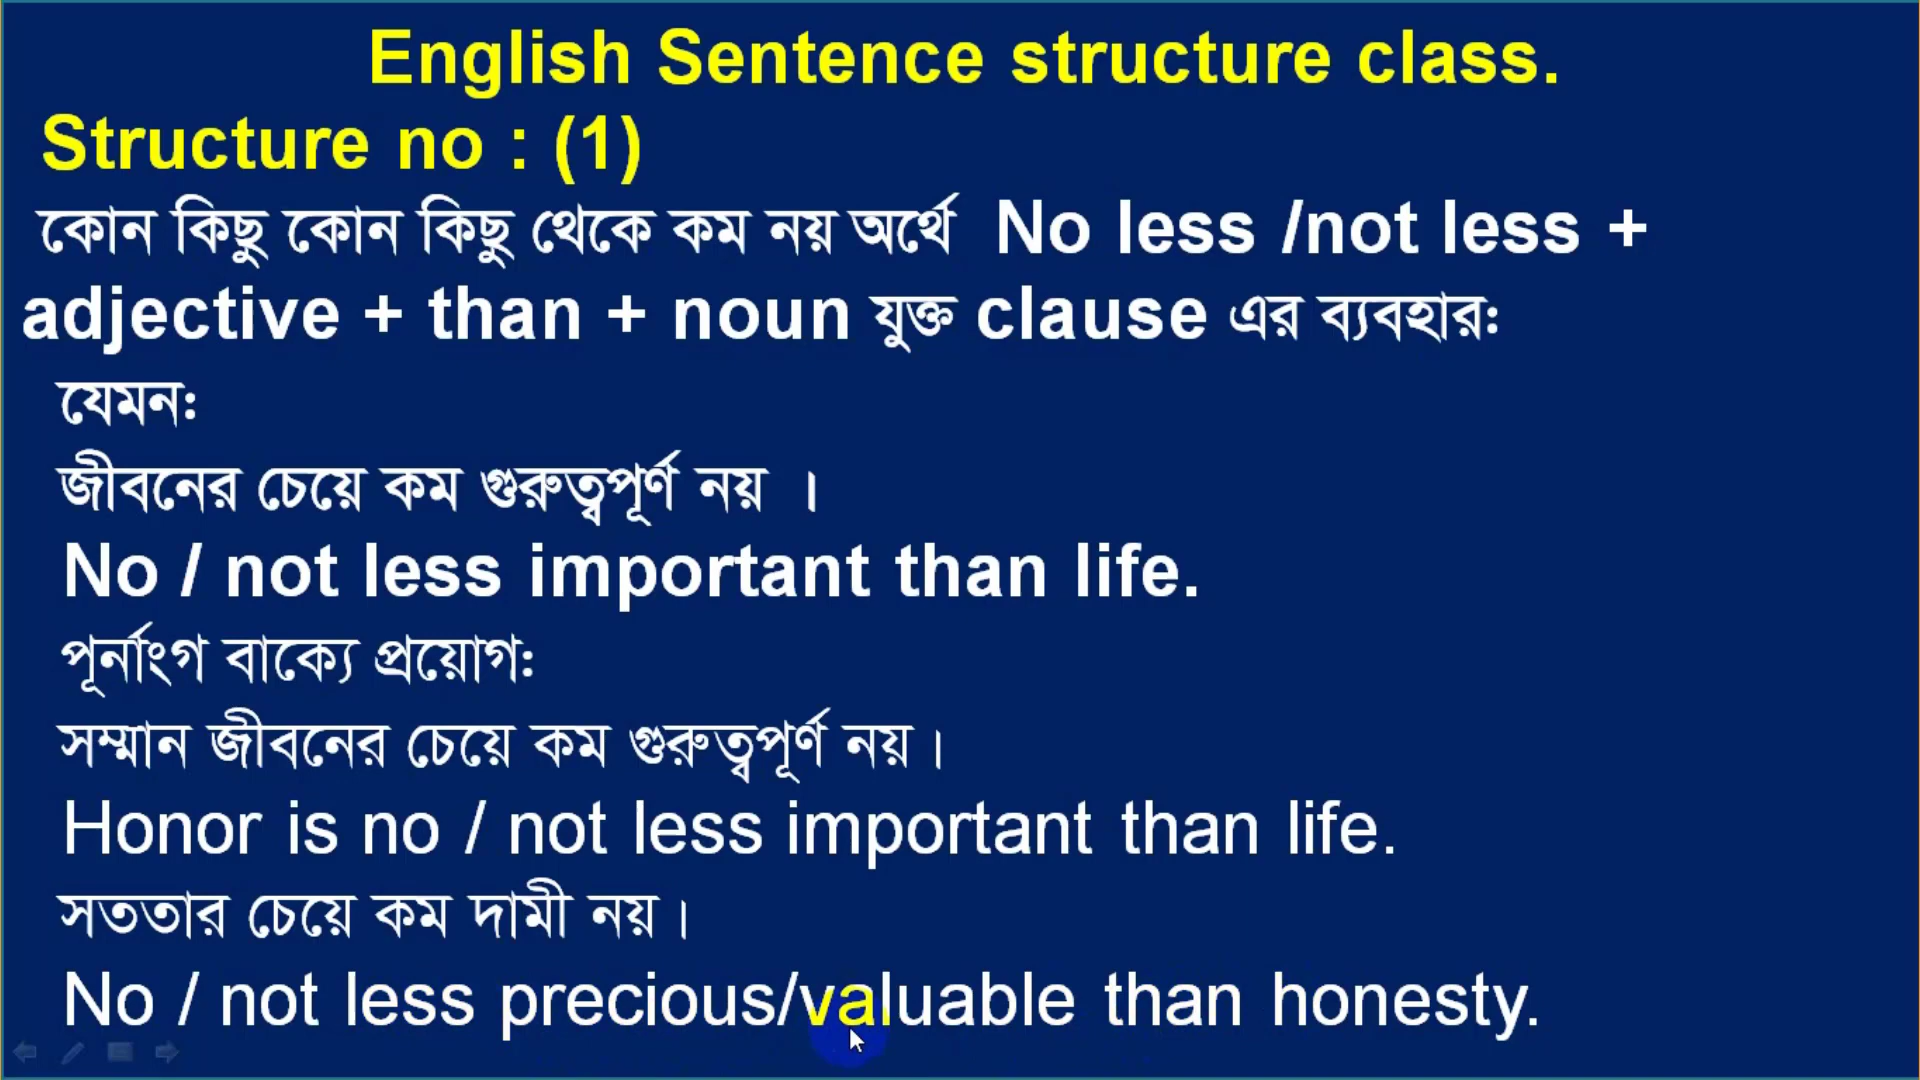 English Sentence structure class.
Structure no : (1)
কোন কিছু কোন কিছু থেকে কম নয় অর্থে No less /not less +
adjective + than + noun যুক্ত clause এর ব্যবহারঃ
যেমনঃ
জীবনের চেয়ে কম গুরুত্বপূর্ণ নয় ।
No / not less important than life.
পূর্নাংগ বাক্যে প্রয়োগঃ
সম্মান জীবনের চেয়ে কম গুরুত্বপূর্ণ নয়।
Honor is no / not less important than life.
সততার চেয়ে কম দামী নয়।
No / not less precious/valuable than honesty.